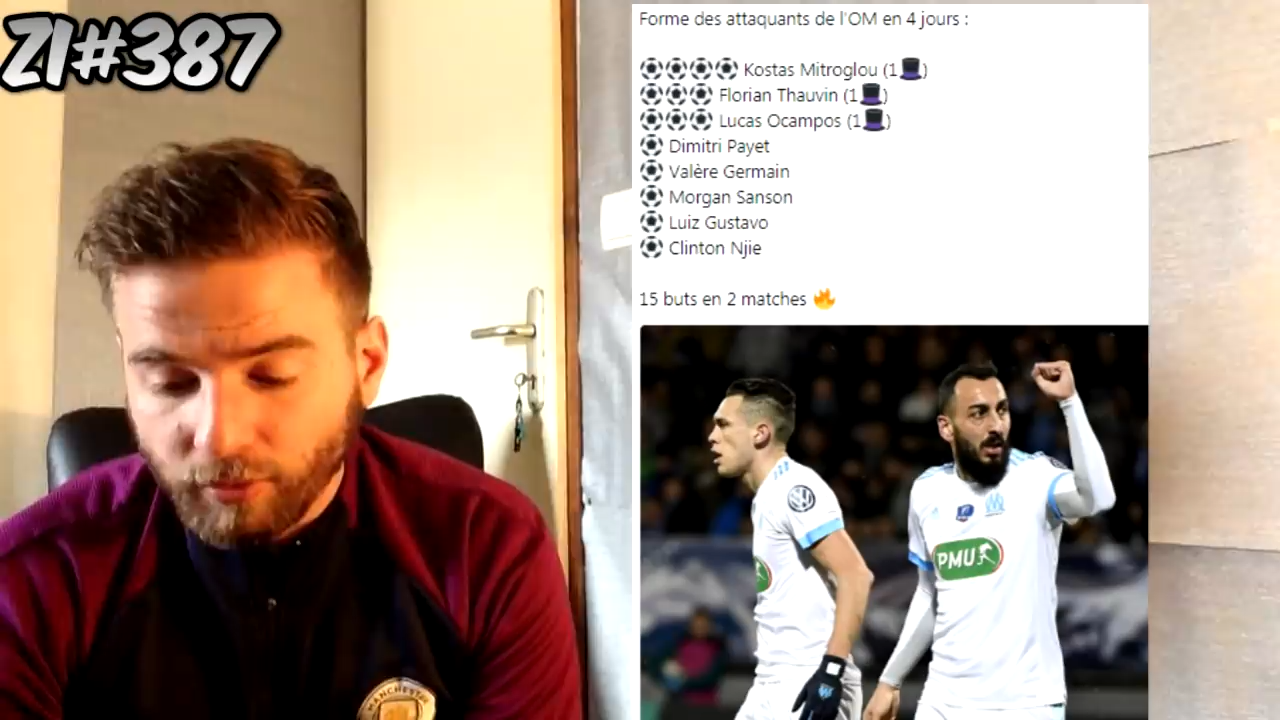 ZI#387
Forme des attaquants de l'OM en 4 jours :
⚽⚽⚽⚽ Kostas Mitroglou (1🎩)
⚽⚽⚽ Florian Thauvin (1🎩)
⚽⚽⚽ Lucas Ocampos (1🎩)
⚽ Dimitri Payet
⚽ Valère Germain
⚽ Morgan Sanson
⚽ Luiz Gustavo
⚽ Clinton Njie
15 buts en 2 matches 🔥
PMU
MANCHESTER